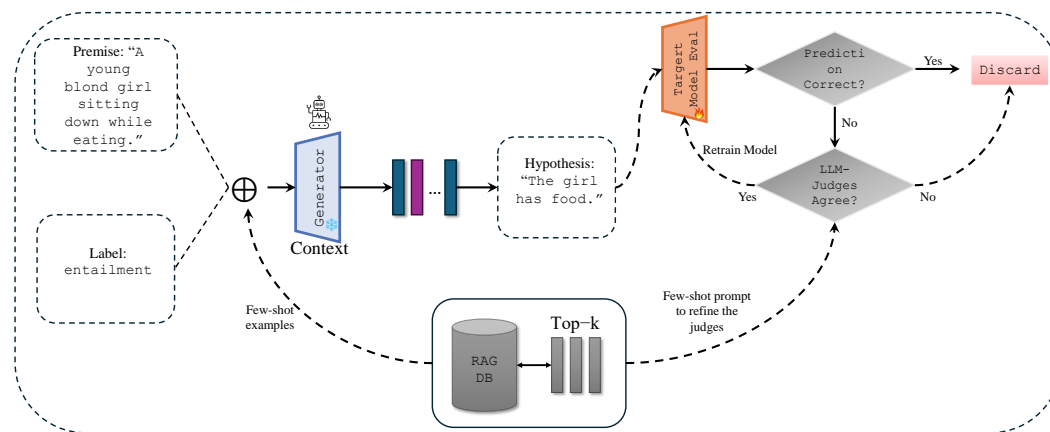 Premise: “A
young
blond girl
sitting
down while
eating.”
Label:
entailment
Generator
Context
...
Hypothesis:
“The girl
has food.”
Targert
Model Eval
Predicti
on
Correct?
Yes
Discard
No
Retrain Model
LLM-
Judges
Agree?
Yes
No
Few-shot
examples
Few-shot prompt
to refine the
judges
Top-k
RAG
DB